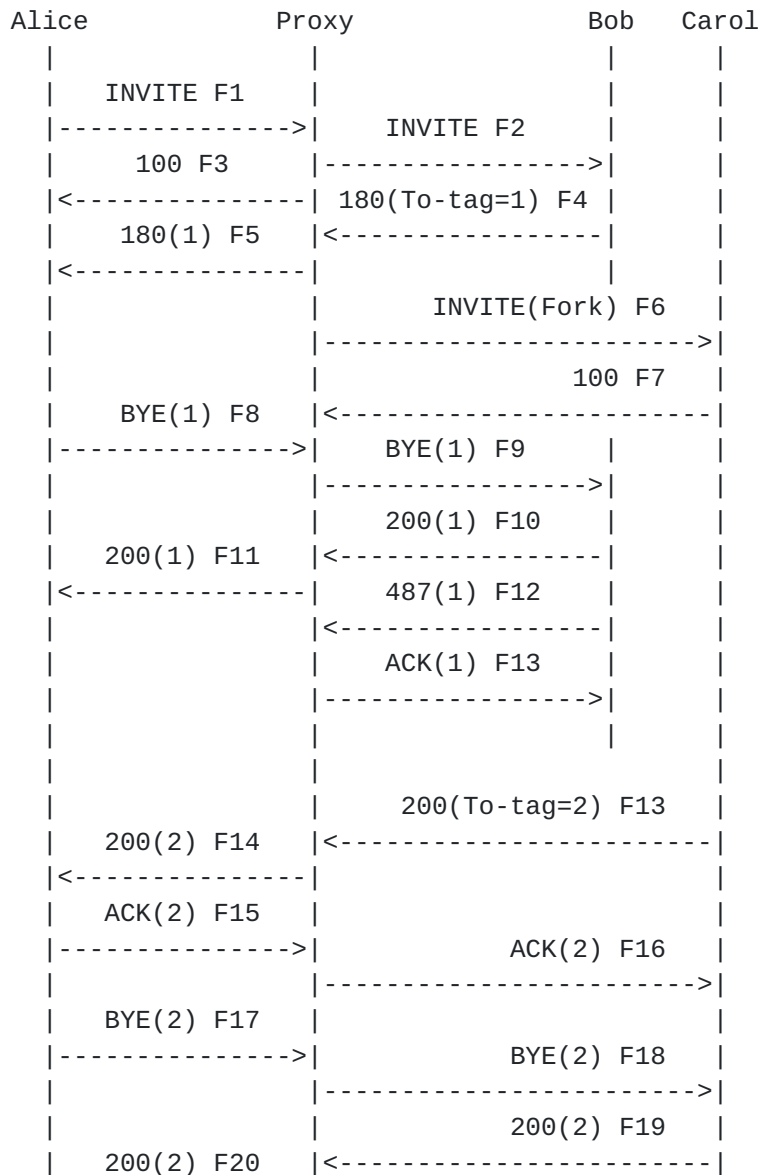 Alice Proxy Bob Carol
INVITE F1
INVITE F2
100 F3
180(To-tag=1) F4
180(1) F5
INVITE(Fork) F6
100 F7
BYE(1) F8
BYE(1) F9
200(1) F10
200(1) F11
487(1) F12
ACK(1) F13
200(To-tag=2) F13
200(2) F14
ACK(2) F15
ACK(2) F16
BYE(2) F17
BYE(2) F18
200(2) F19
200(2) F20